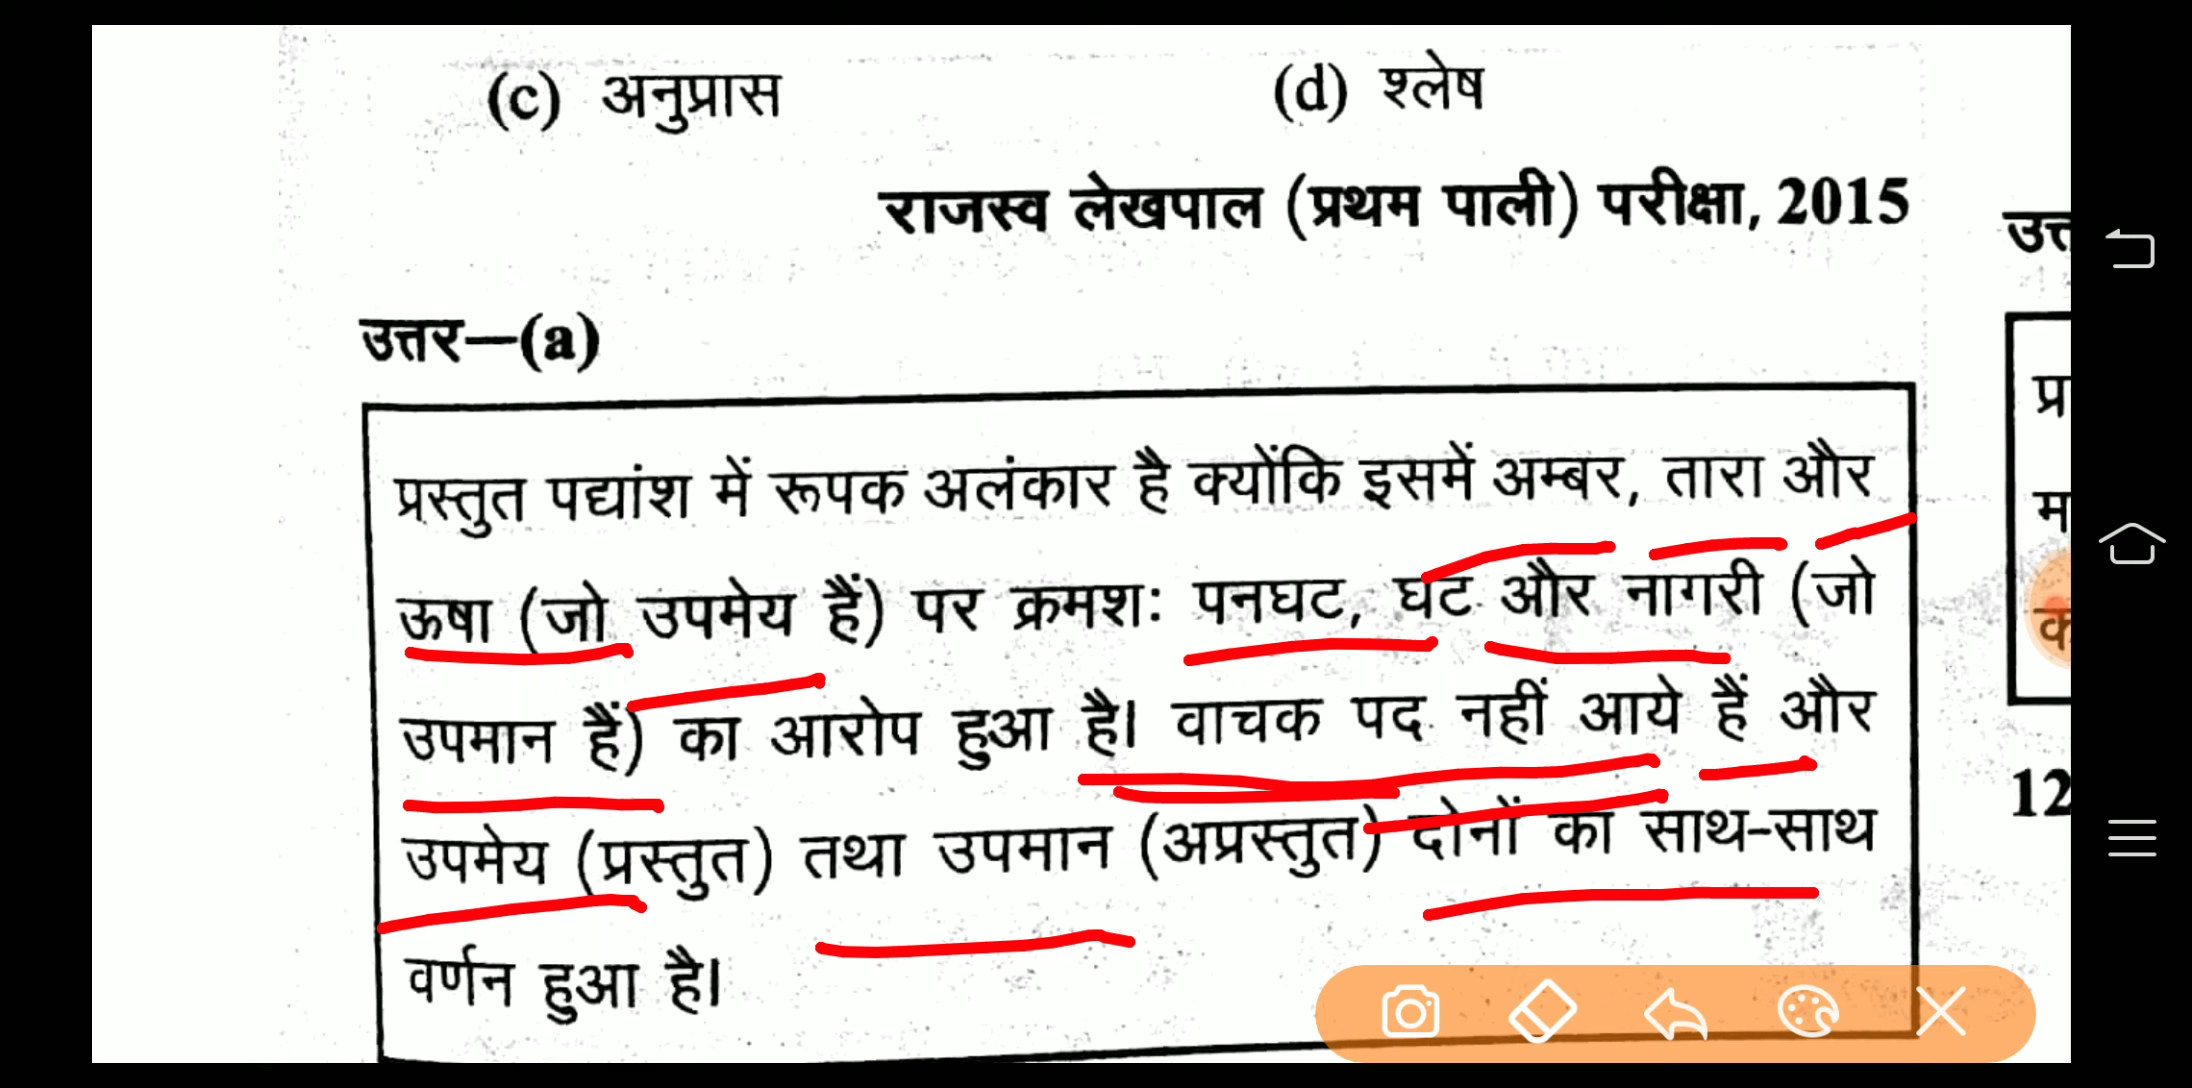 (c) अनुप्रास (d) श्लेष
राजस्व लेखपाल (प्रथम पाली) परीक्षा, 2015
उत्तर—(a)
प्रस्तुत पद्यांश में रूपक अलंकार है क्योंकि इसमें अम्बर, तारा और
ऊषा (जो उपमेय हैं) पर क्रमशः पनघट, घट और नागरी (जो
उपमान हैं) का आरोप हुआ है। वाचक पद नहीं आये हैं और
उपमेय (प्रस्तुत) तथा उपमान (अप्रस्तुत) दोनों का साथ-साथ
वर्णन हुआ है।
उत्त
प्र
म
क
12